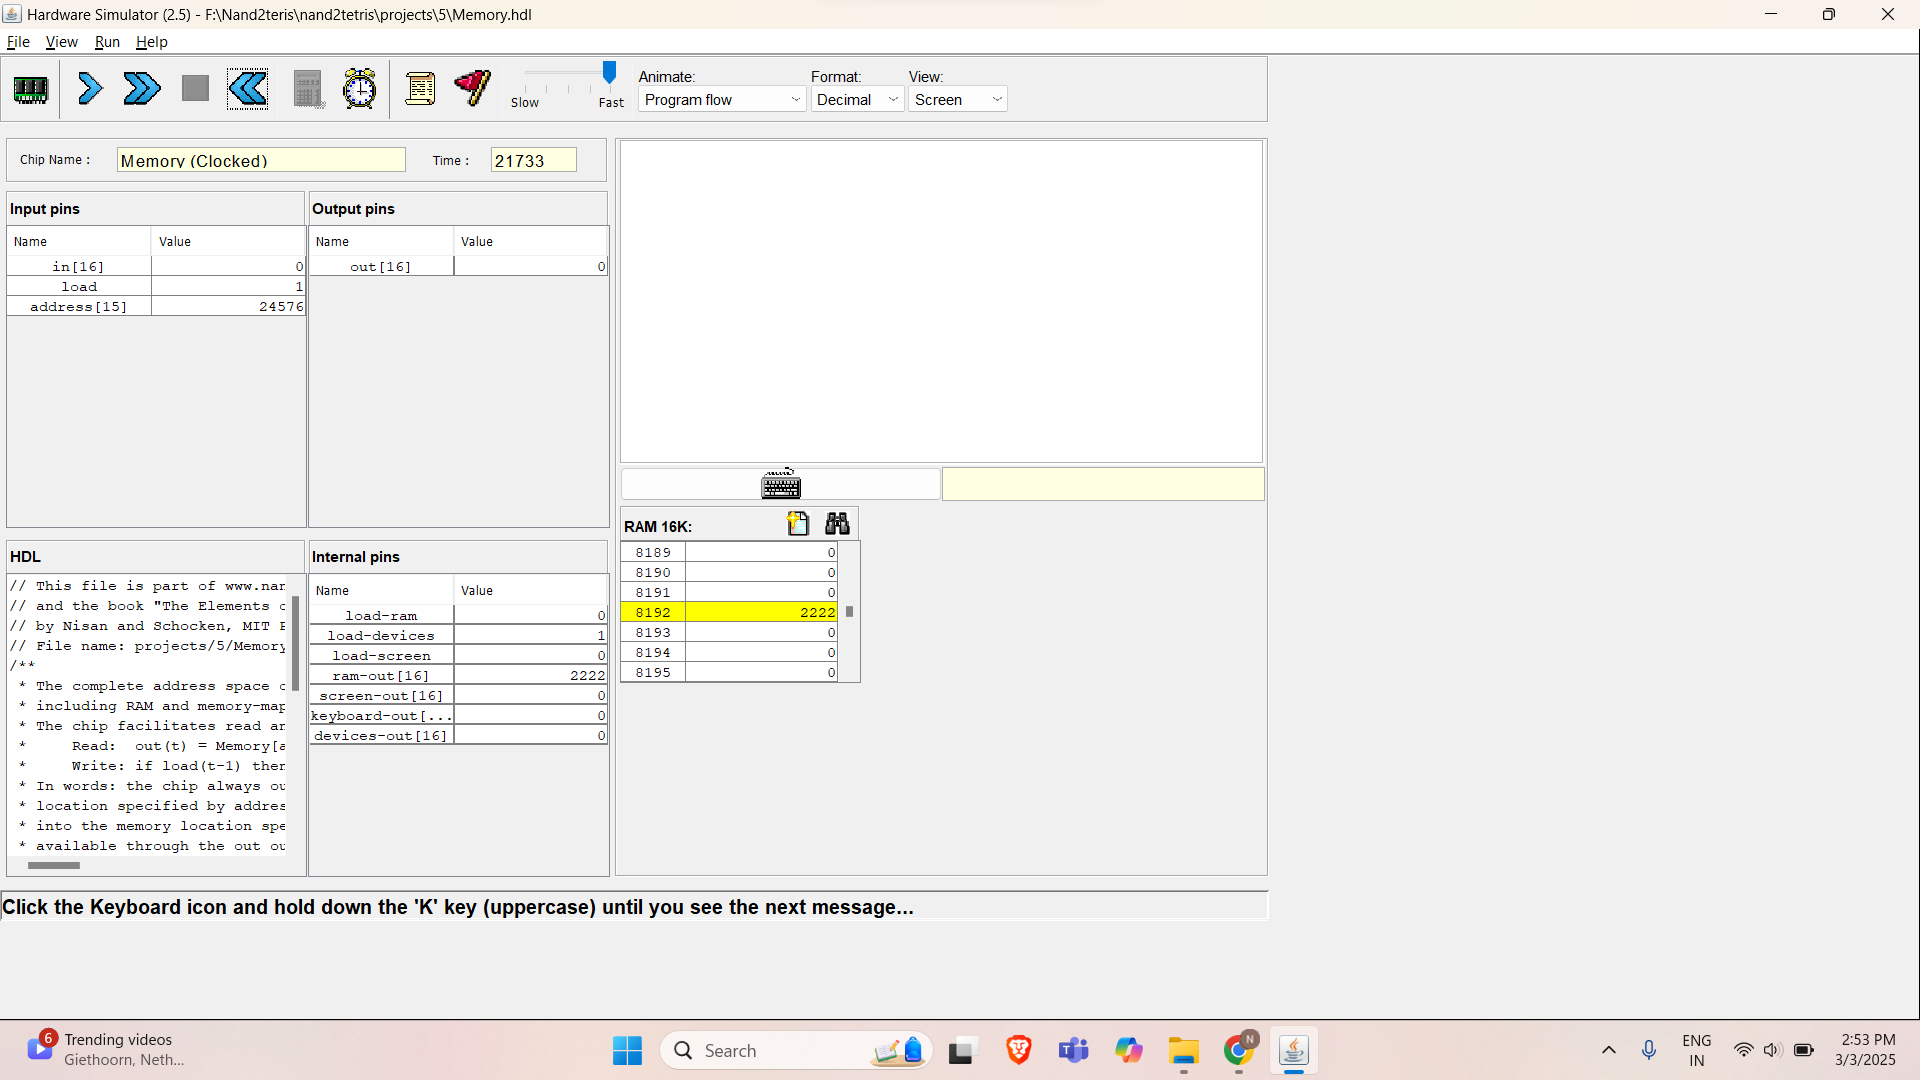 Hardware Simulator (2.5) - F:\Nand2teris\nand2tetris\projects\5\Memory.hdl
File View Run Help
Slow Fast
Animate: Format: View:
Program flow Decimal Screen
Chip Name : Memory (Clocked) Time : 21733
Input pins
Name Value
in[16] 0
load 1
address[15] 24576
Output pins
Name Value
out[16] 0
HDL
// This file is part of www.nan
// and the book "The Elements o
// by Nisan and Schocken, MIT P
// File name: projects/5/Memory
/**
* The complete address space o
* including RAM and memory-map
* The chip facilitates read an
* Read: out(t) = Memory[a
* Write: if load(t-1) then
* In words: the chip always ou
* location specified by addres
* into the memory location spe
* available through the out ou
Internal pins
Name Value
load-ram 0
load-devices 1
load-screen 0
ram-out[16] 2222
screen-out[16] 0
keyboard-out[... 0
devices-out[16] 0
RAM 16K:
8189 0
8190 0
8191 0
8192 2222
8193 0
8194 0
8195 0
Click the Keyboard icon and hold down the 'K' key (uppercase) until you see the next message...
6
Trending videos
Giethoorn, Neth...
Search
N
ENG
IN
2:53 PM
3/3/2025